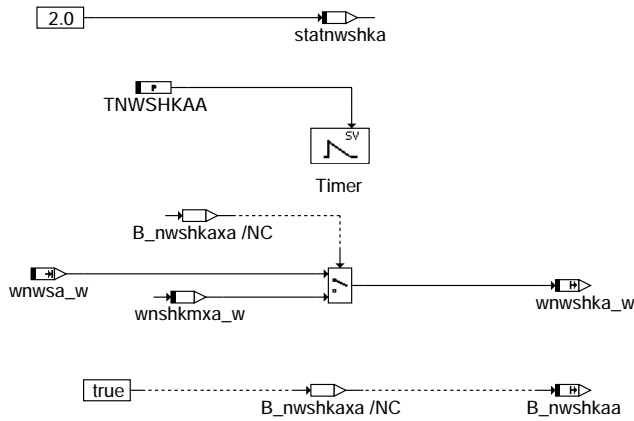 2.0
statnwshka
P
TNWSHKAA
SV
Timer
B_nwshkaxa /NC
wnwsa_w
wnshkmxa_w
wnwshka_w
true
B_nwshkaxa /NC
B_nwshkaa